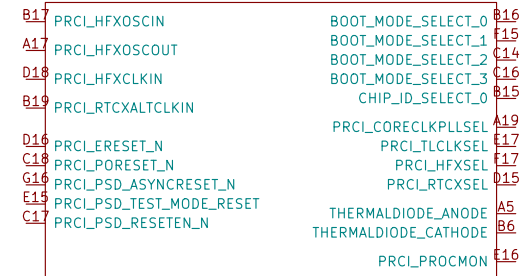 B17 PRCI_HFXOSCIN
A17 PRCI_HFXOSCOUT
D18 PRCI_HFXCLKIN
B19 PRCI_RTCXALTCLKIN
D16 PRCI_ERESET_N
C18 PRCI_PORESET_N
G16 PRCI_PSD_ASYNCRESET_N
E15 PRCI_PSD_TEST_MODE_RESET
C17 PRCI_PSD_RESETEN_N
BOOT_MODE_SELECT_0 B16
BOOT_MODE_SELECT_1 F15
BOOT_MODE_SELECT_2 C14
BOOT_MODE_SELECT_3 C16
CHIP_ID_SELECT_0 B15
PRCI_CORECLKPLLSEL A19
PRCI_TLCLKSEL E17
PRCI_HFXSEL F17
PRCI_RTCXSEL D15
THERMALDIODE_ANODE A5
THERMALDIODE_CATHODE B6
PRCI_PROCMON E16